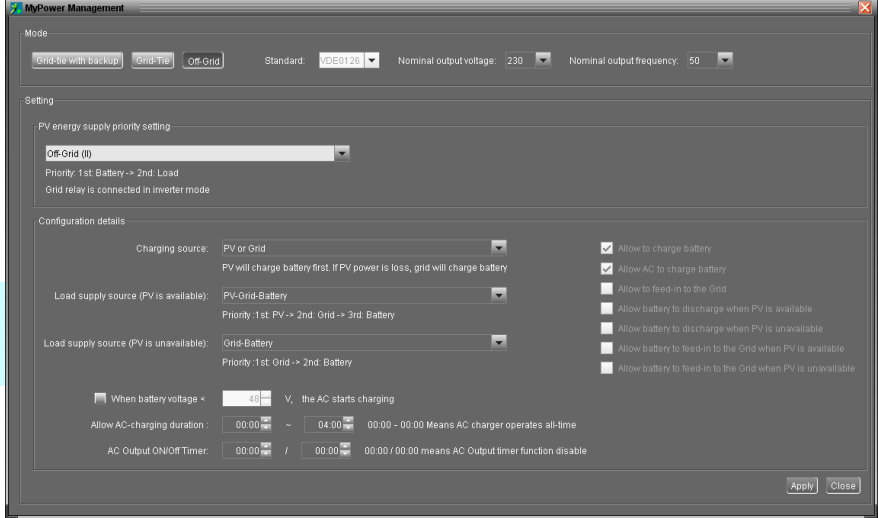 MyPower Management
Mode
Grid-tie with backup Grid-Tie Off-Grid Standard: VDE0126 Nominal output voltage: 230 Nominal output frequency: 50
Setting
PV energy supply priority setting
Off-Grid (II)
Priority: 1st: Battery -> 2nd: Load
Grid relay is connected in inverter mode
Configuration details
Charging source: PV or Grid
PV will charge battery first. If PV power is loss, grid will charge battery
Load supply source (PV is available): PV-Grid-Battery
Priority :1st: PV -> 2nd: Grid -> 3rd: Battery
Load supply source (PV is unavailable): Grid-Battery
Priority :1st: Grid -> 2nd: Battery
Allow to charge battery
Allow AC to charge battery
Allow to feed-in to the Grid
Allow battery to discharge when PV is available
Allow battery to discharge when PV is unavailable
Allow battery to feed-in to the Grid when PV is available
Allow battery to feed-in to the Grid when PV is unavailable
When battery voltage < 48 V, the AC starts charging
Allow AC-charging duration : 00:00 ~ 04:00 00:00 - 00:00 Means AC charger operates all-time
AC Output ON/Off Timer: 00:00 / 00:00 00:00 / 00:00 means AC Output timer function disable
Apply Close